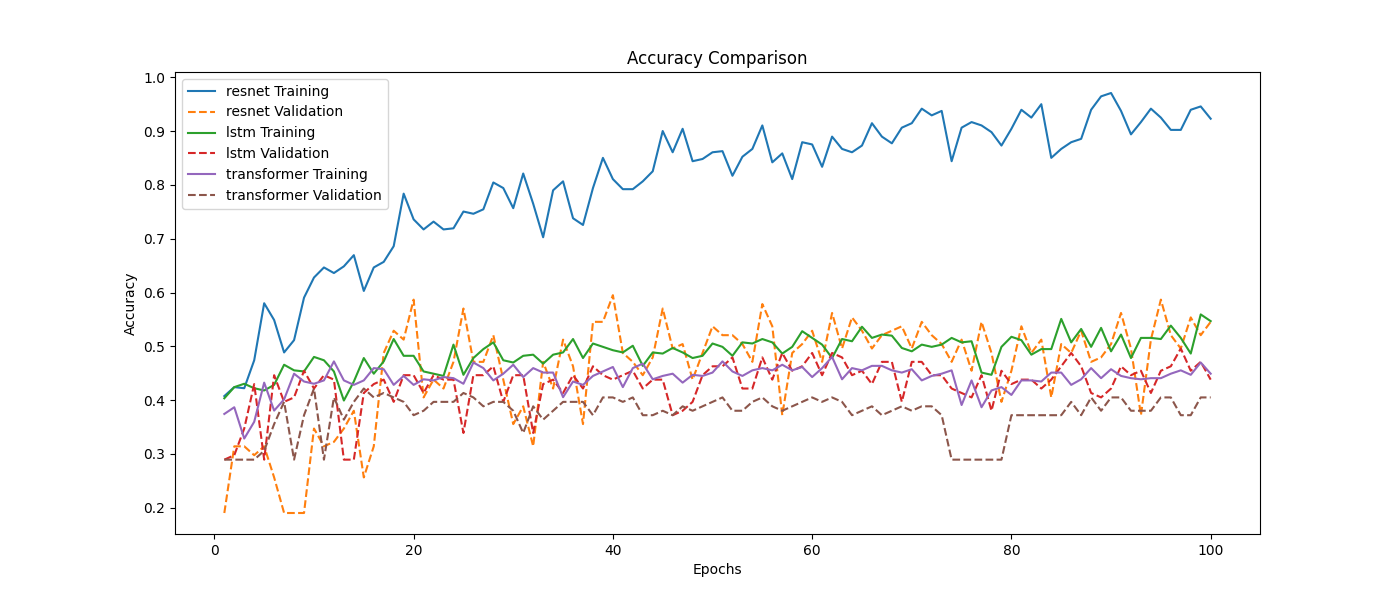 Accuracy Comparison
1.0
0.9
0.8
0.7
0.6
0.5
0.4
0.3
0.2
Accuracy
resnet Training
resnet Validation
lstm Training
lstm Validation
transformer Training
transformer Validation
0 20 40 60 80 100
Epochs